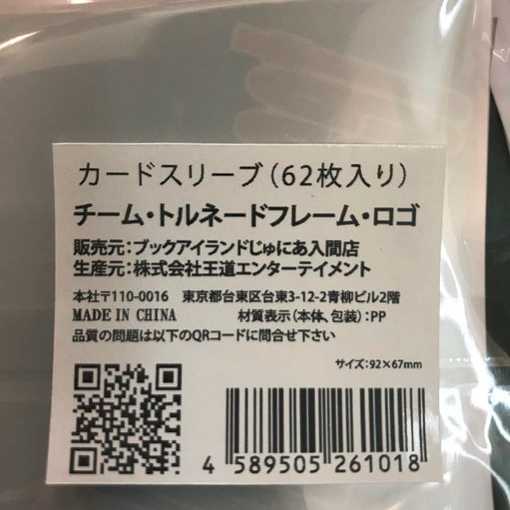 カードスリーブ(62枚入り)
チーム・トルネードフレーム・ロゴ
販売元:ブックアイランドじゅにあ入間店
生産元:株式会社王道エンターテイメント
本社〒110-0016 東京都台東区台東3-12-2青柳ビル2階
MADE IN CHINA 材質表示(本体、包装):PP
品質の問題は以下のQRコードに問合せ下さい
サイズ:92×67mm
4 589505 261018